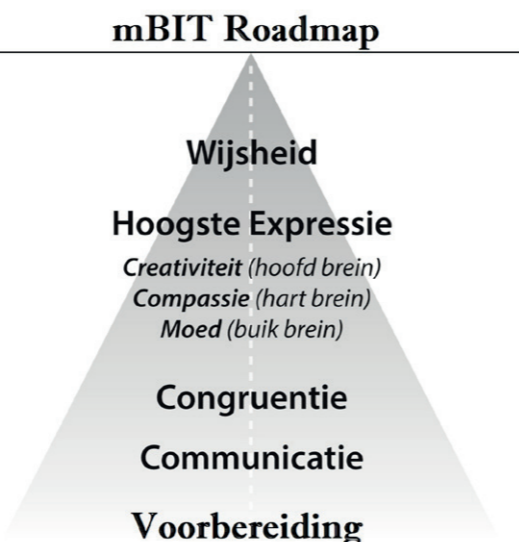 mBIT Roadmap
Wijsheid
Hoogste Expressie
Creativiteit (hoofd brein)
Compassie (hart brein)
Moed (buik brein)
Congruentie
Communicatie
Voorbereiding